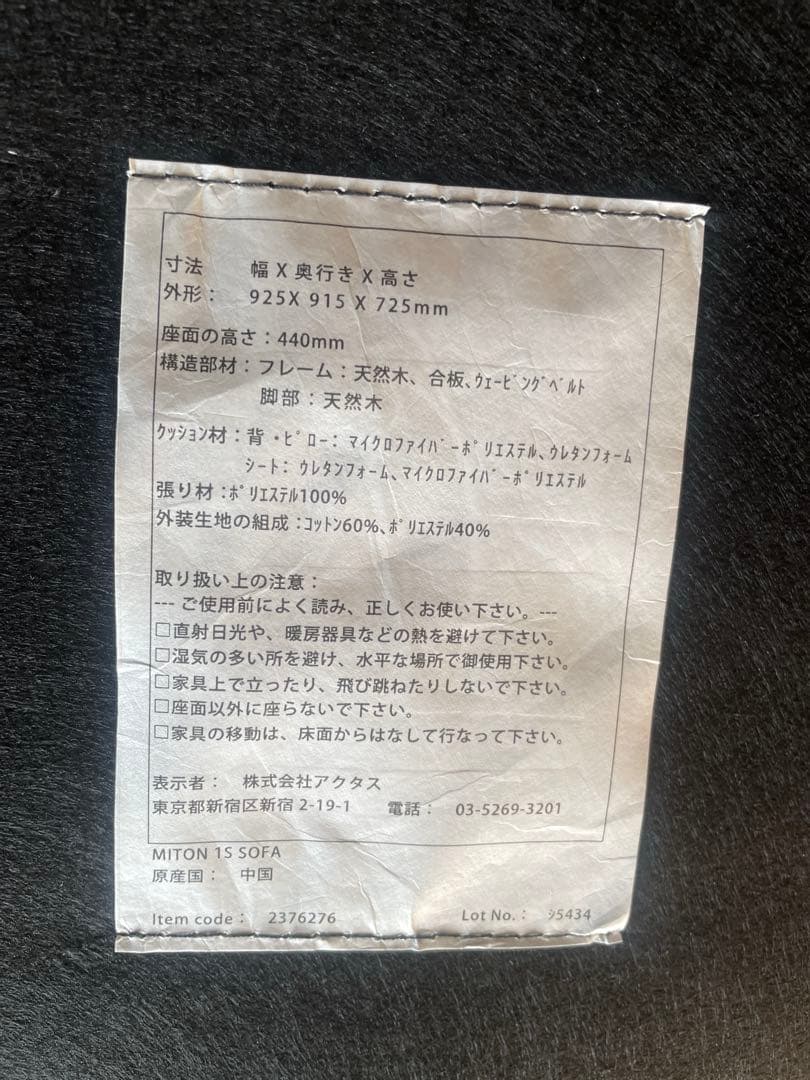 寸法 幅 X 奥行き X 高さ
外形： 925X 915 X 725mm
座面の高さ：440mm
構造部材：フレーム：天然木、合板、ｳｪｰﾋﾞﾝｸﾞﾍﾞﾙﾄ
脚部：天然木
ｸｯｼｮﾝ材：背・ﾋﾟﾛｰ：ﾏｲｸﾛﾌｧｲﾊﾞｰﾎﾟﾘｴｽﾃﾙ、ｳﾚﾀﾝﾌｫｰﾑ
シート：ｳﾚﾀﾝﾌｫｰﾑ、ﾏｲｸﾛﾌｧｲﾊﾞｰﾎﾟﾘｴｽﾃﾙ
張り材：ﾎﾟﾘｴｽﾃﾙ100%
外装生地の組成：ｺｯﾄﾝ60%、ﾎﾟﾘｴｽﾃﾙ40%
取り扱い上の注意：
--- ご使用前によく読み、正しくお使い下さい。---
□直射日光や、暖房器具などの熱を避けて下さい。
□湿気の多い所を避け、水平な場所で御使用下さい。
□家具上で立ったり、飛び跳ねたりしないで下さい。
□座面以外に座らないで下さい。
□家具の移動は、床面からはなして行なって下さい。
表示者： 株式会社アクタス
東京都新宿区新宿 2-19-1 電話： 03-5269-3201
MITON 1S SOFA
原産国： 中国
Item code： 2376276 Lot No.： ｼ5434